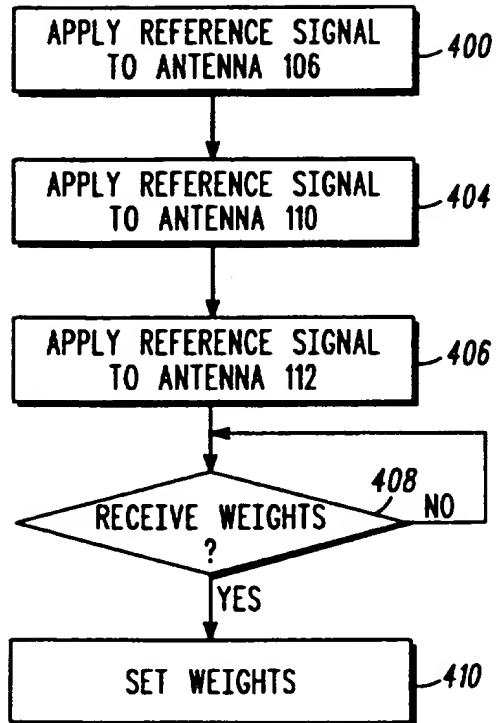 APPLY REFERENCE SIGNAL
TO ANTENNA 106
400
APPLY REFERENCE SIGNAL
TO ANTENNA 110
404
APPLY REFERENCE SIGNAL
TO ANTENNA 112
406
408
RECEIVE WEIGHTS
?
NO
YES
SET WEIGHTS
410